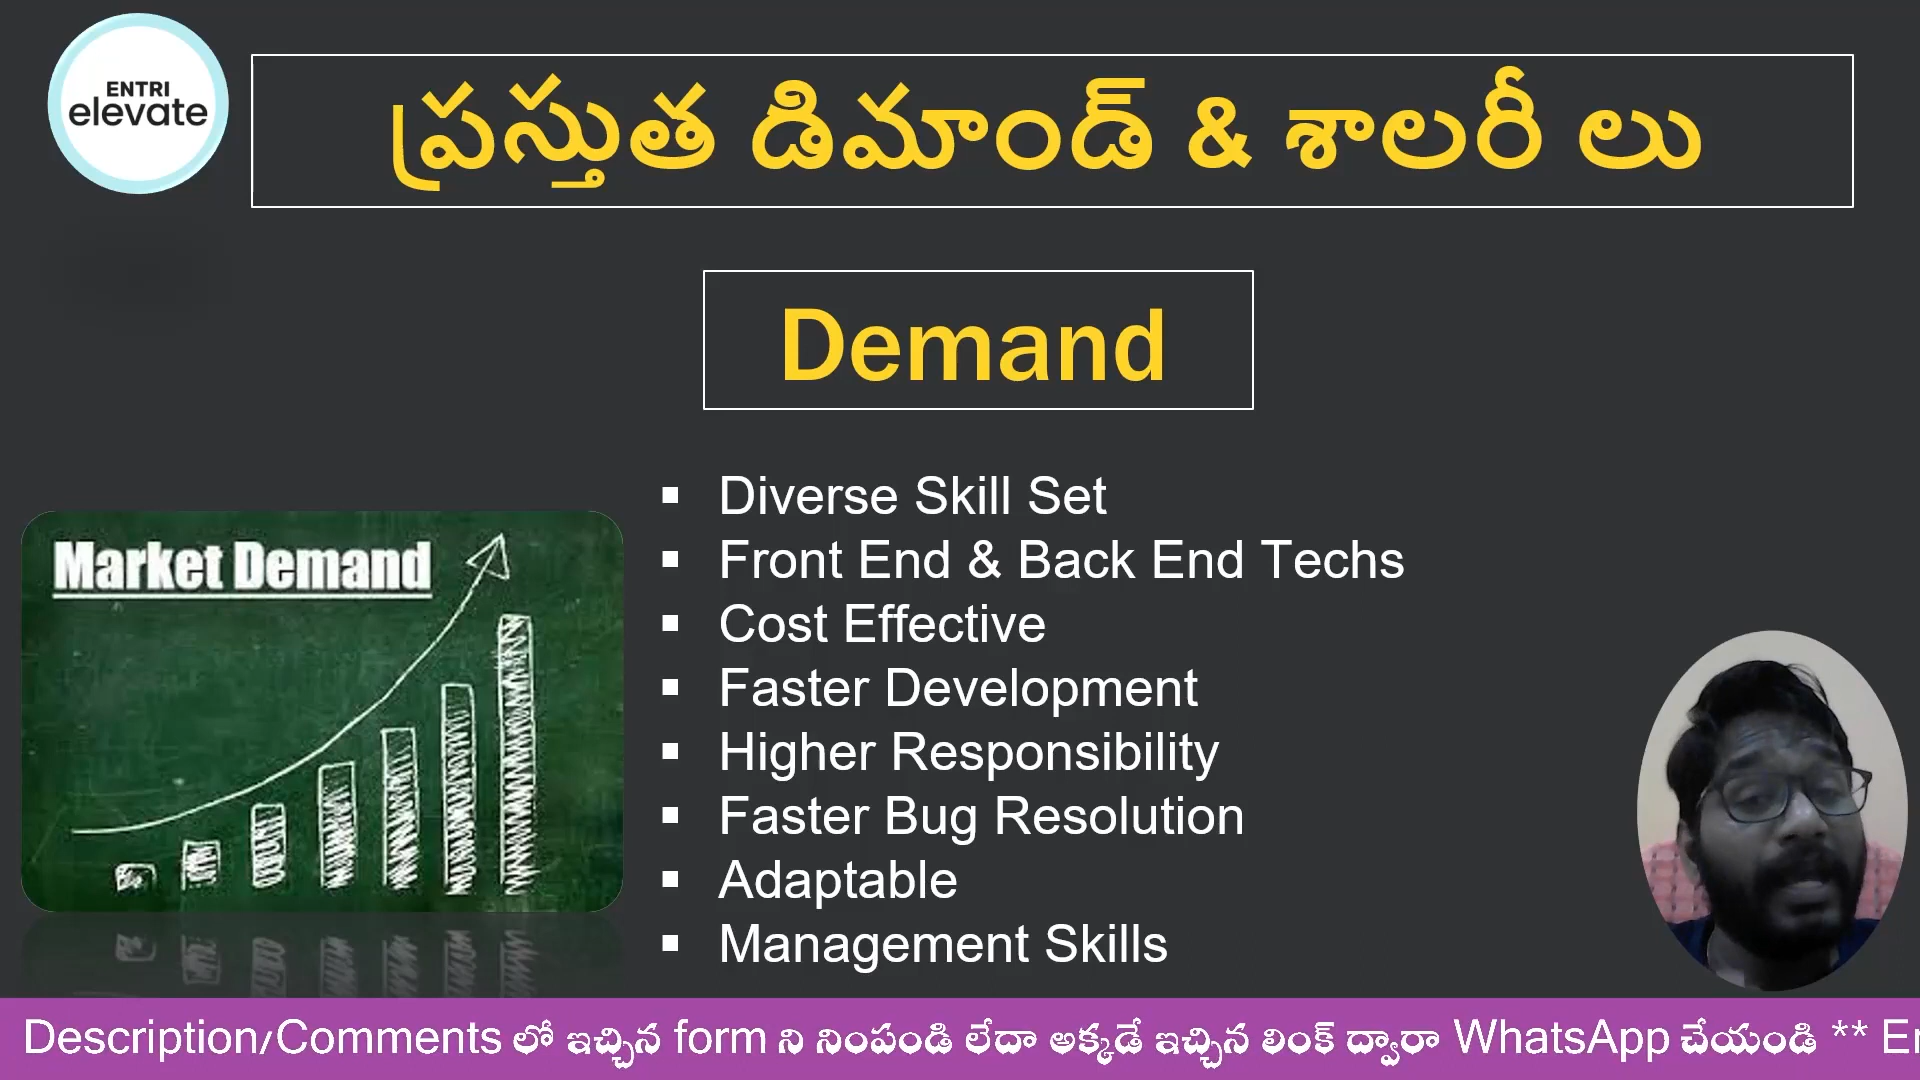 ENTRI
elevate
ప్రస్తుత డిమాండ్ & శాలరీ లు
Demand
Market Demand
▪ Diverse Skill Set
▪ Front End & Back End Techs
▪ Cost Effective
▪ Faster Development
▪ Higher Responsibility
▪ Faster Bug Resolution
▪ Adaptable
▪ Management Skills
Description/Comments లో ఇచ్చిన form ని నింపండి లేదా అక్కడే ఇచ్చిన లింక్ ద్వారా WhatsApp చేయండి **